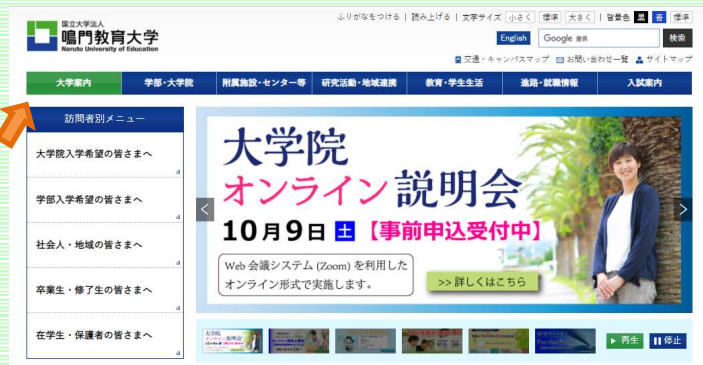 ふりがなをつける | 読み上げる | 文字サイズ 小さく 標準 大きく | 背景色 黒 青 標準
国立大学法人
鳴門教育大学
Naruto University of Education
English Google 提供 検索
交通・キャンパスマップ お問い合わせ一覧 サイトマップ
大学案内 学部・大学院 附属施設・センター等 研究活動・地域連携 教育・学生生活 進路・就職情報 入試案内
訪問者別メニュー
大学院入学希望の皆さまへ
学部入学希望の皆さまへ
社会人・地域の皆さまへ
卒業生・修了生の皆さまへ
在学生・保護者の皆さまへ
大学院
オンライン説明会
10月9日 土 【事前申込受付中】
Web 会議システム (Zoom) を利用した
オンライン形式で実施します。
>> 詳しくはこちら
再生 停止